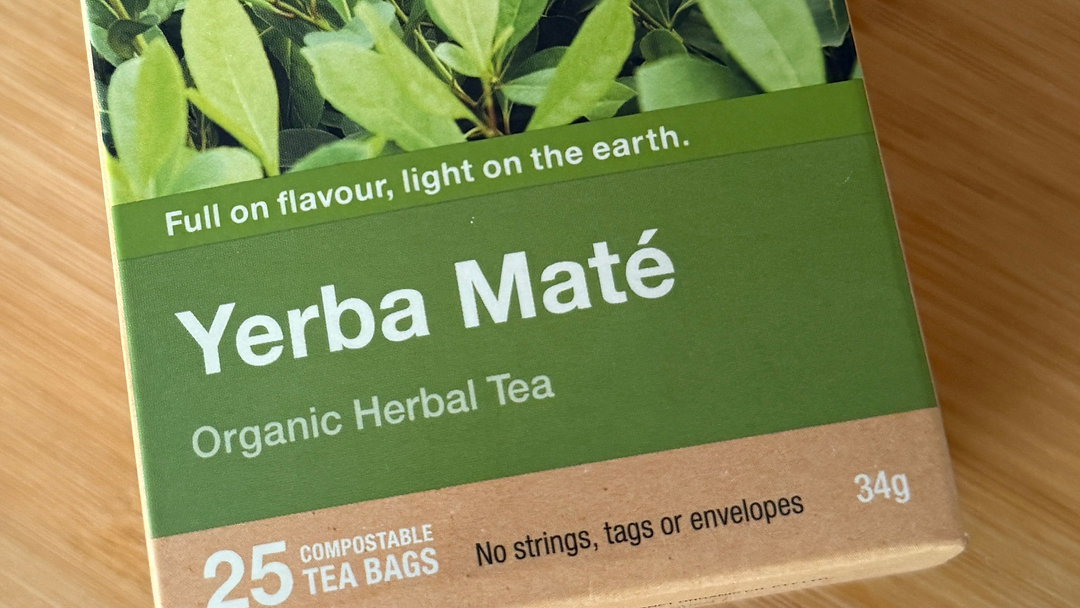 Full on flavour, light on the earth.
Yerba Maté
Organic Herbal Tea
25 COMPOSTABLE
TEA BAGS
No strings, tags or envelopes
34g